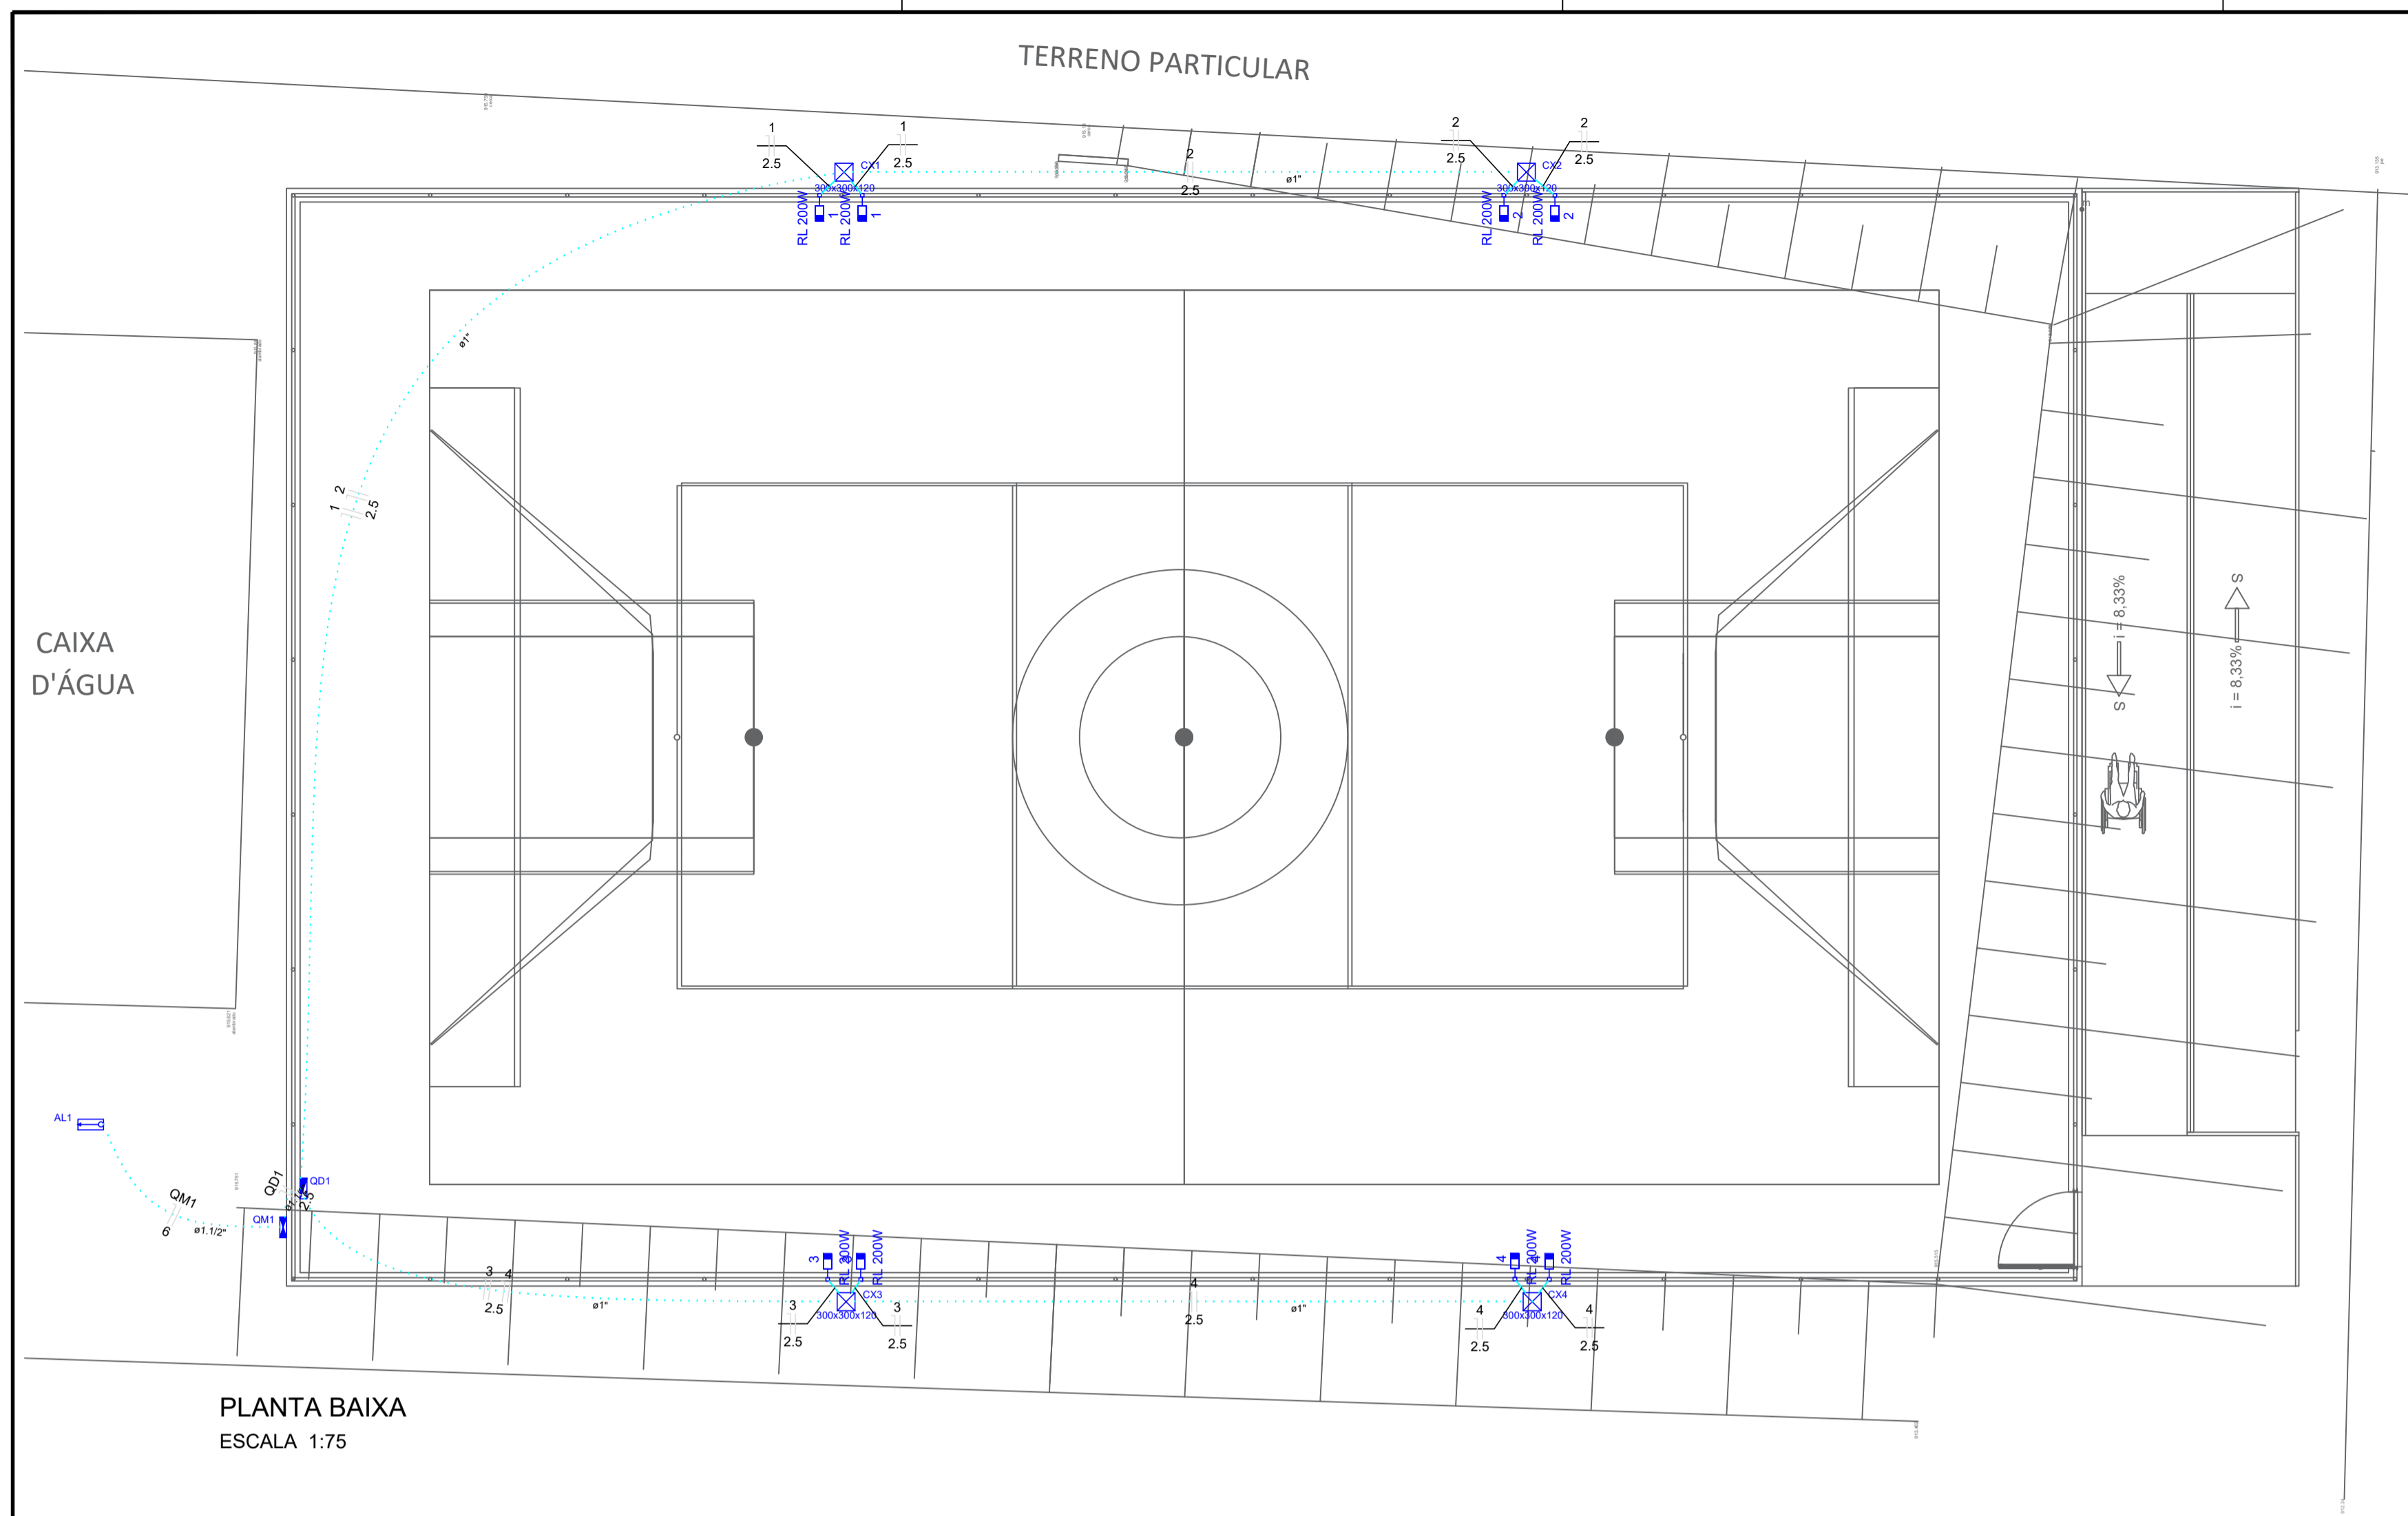 TERRENO PARTICULAR
1
2.5
1
2.5
CX1
300x300x120
RL 200W
1
RL 200W
1
2
2.5
ø1"
2
2.5
2
2.5
CX2
300x300x120
RL 200W
2
RL 200W
2
m
ø1"
1
2
2.5
CAIXA
D'ÁGUA
S
i = 8,33%
i = 8,33%
S
AL1
QM1
6
ø1.1/2"
QD1
2.5
QD1
QM1
3
4
2.5
ø1"
3
RL 200W
RL 200W
CX3
300x300x120
3
2.5
3
2.5
4
2.5
ø1"
4
RL 200W
4
RL 200W
CX4
300x300x120
4
2.5
4
2.5
PLANTA BAIXA
ESCALA 1:75